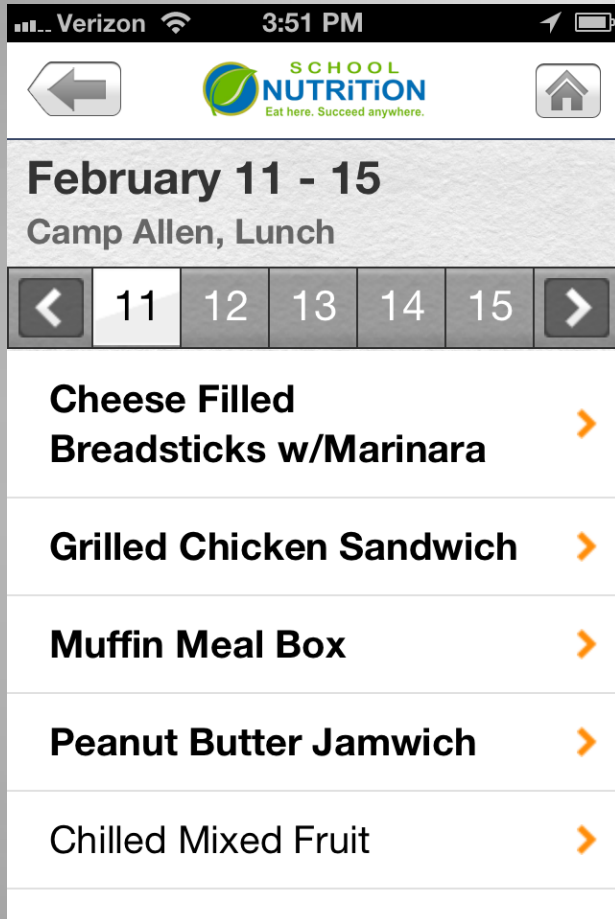 Verizon 3:51 PM
SCHOOL
NUTRiTiON
Eat here. Succeed anywhere.
February 11 - 15
Camp Allen, Lunch
11 12 13 14 15
Cheese Filled
Breadsticks w/Marinara
Grilled Chicken Sandwich
Muffin Meal Box
Peanut Butter Jamwich
Chilled Mixed Fruit